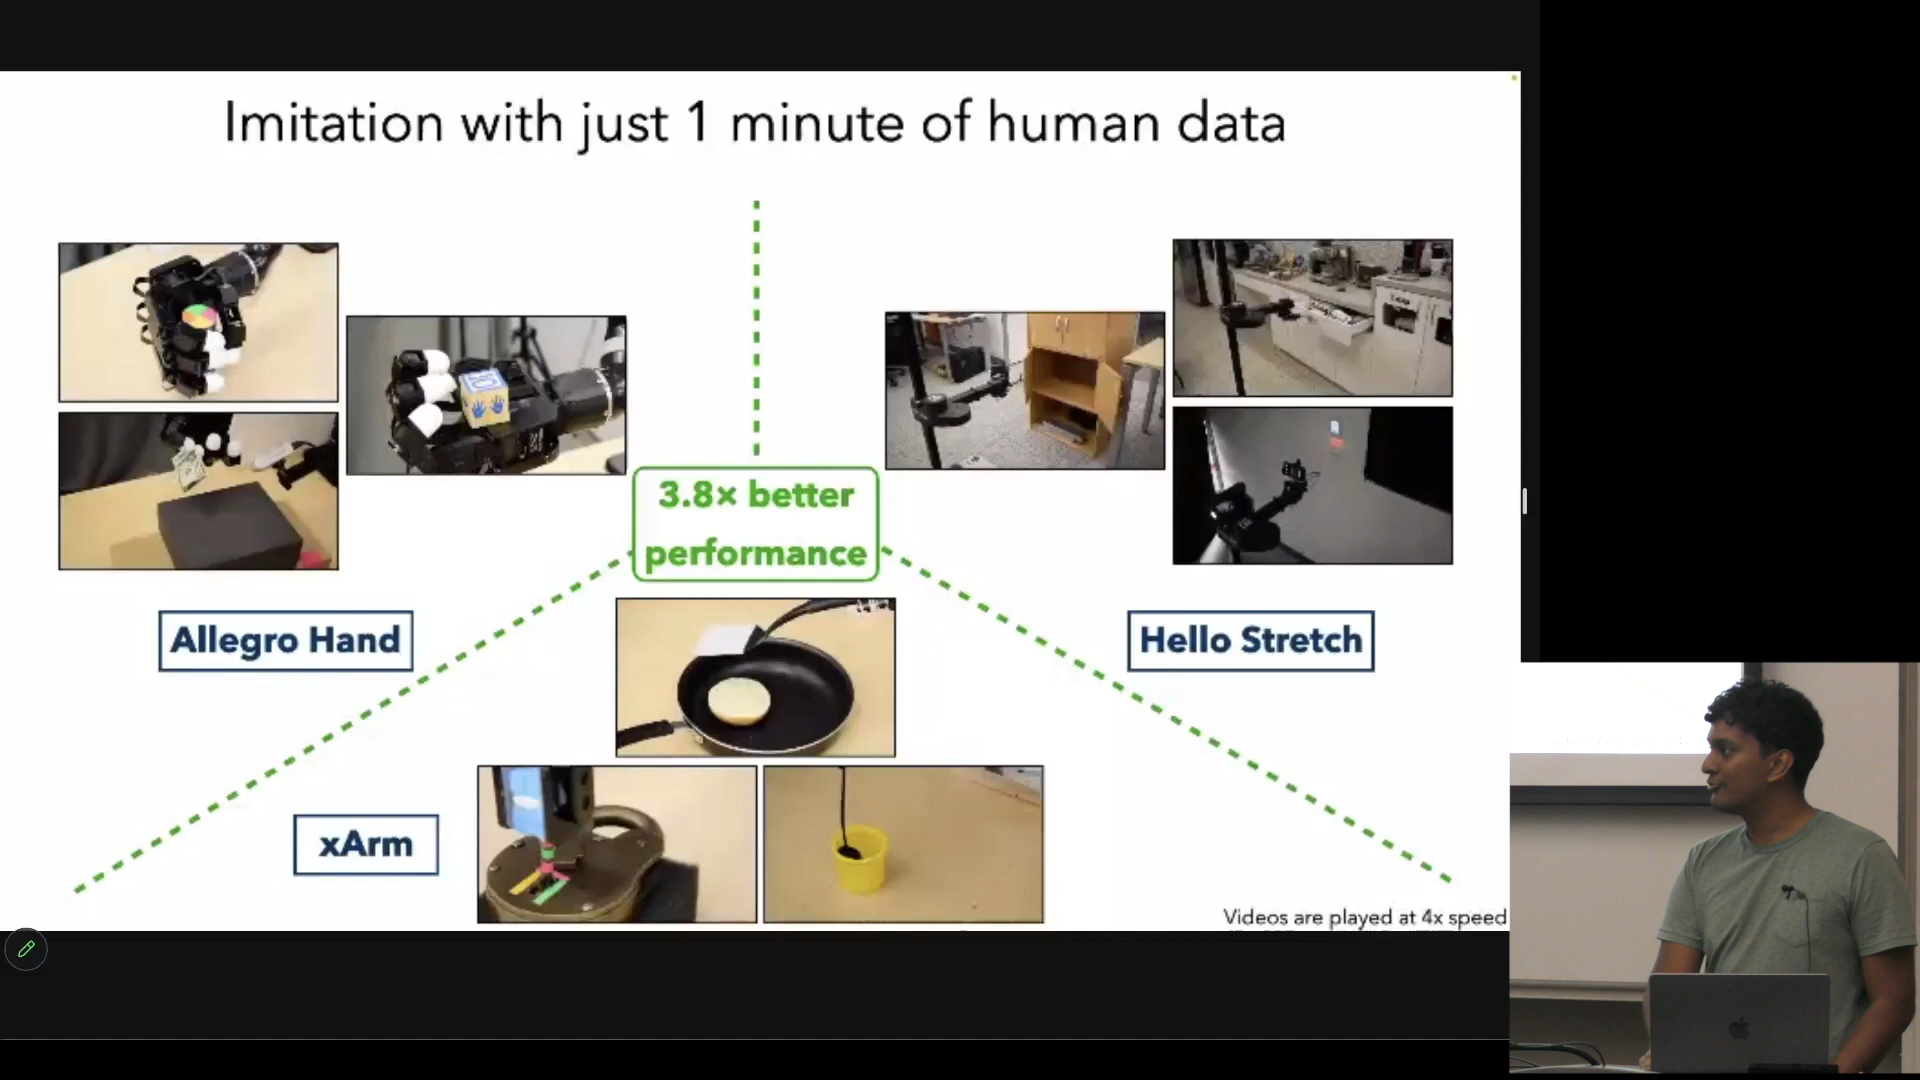 Imitation with just 1 minute of human data
3.8× better
performance
Allegro Hand
Hello Stretch
xArm
Videos are played at 4x speed